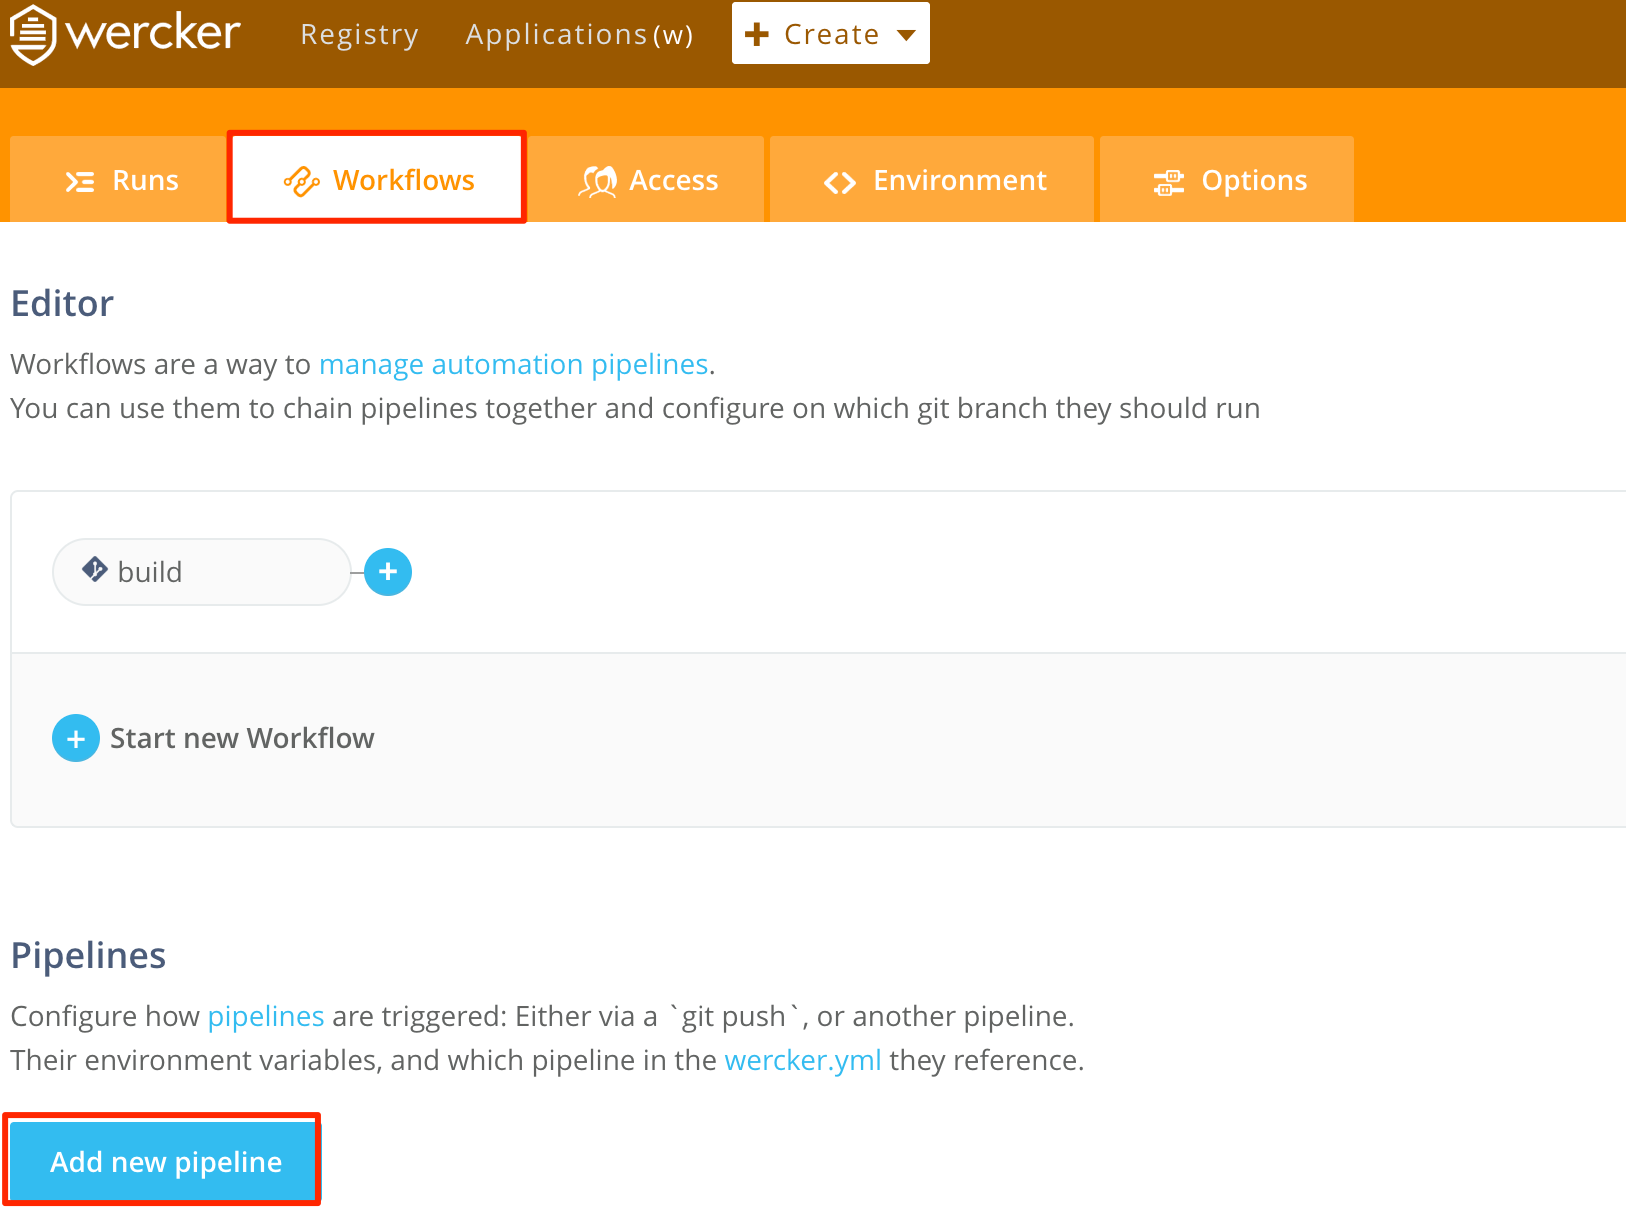 wercker Registry Applications (w) Create
Runs Workflows Access Environment Options
Editor
Workflows are a way to manage automation pipelines.
You can use them to chain pipelines together and configure on which git branch they should run
build
Start new Workflow
Pipelines
Configure how pipelines are triggered: Either via a `git push`, or another pipeline.
Their environment variables, and which pipeline in the wercker.yml they reference.
Add new pipeline